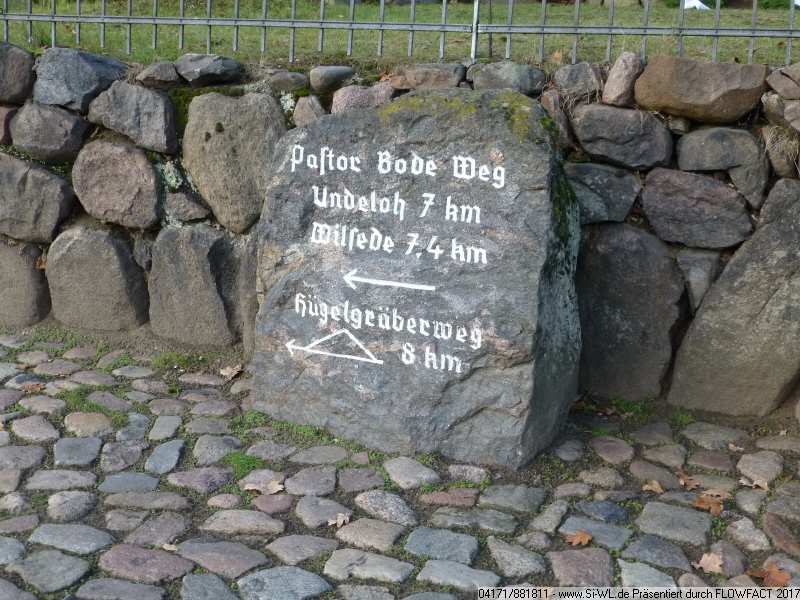 Pastor Bode Weg
Undeloh 7 km
Wilsede 7,4 km
Hügelgräberweg
8 km
04171/881811 - www.Si-WL.de Präsentiert durch FLOWFACT 2017